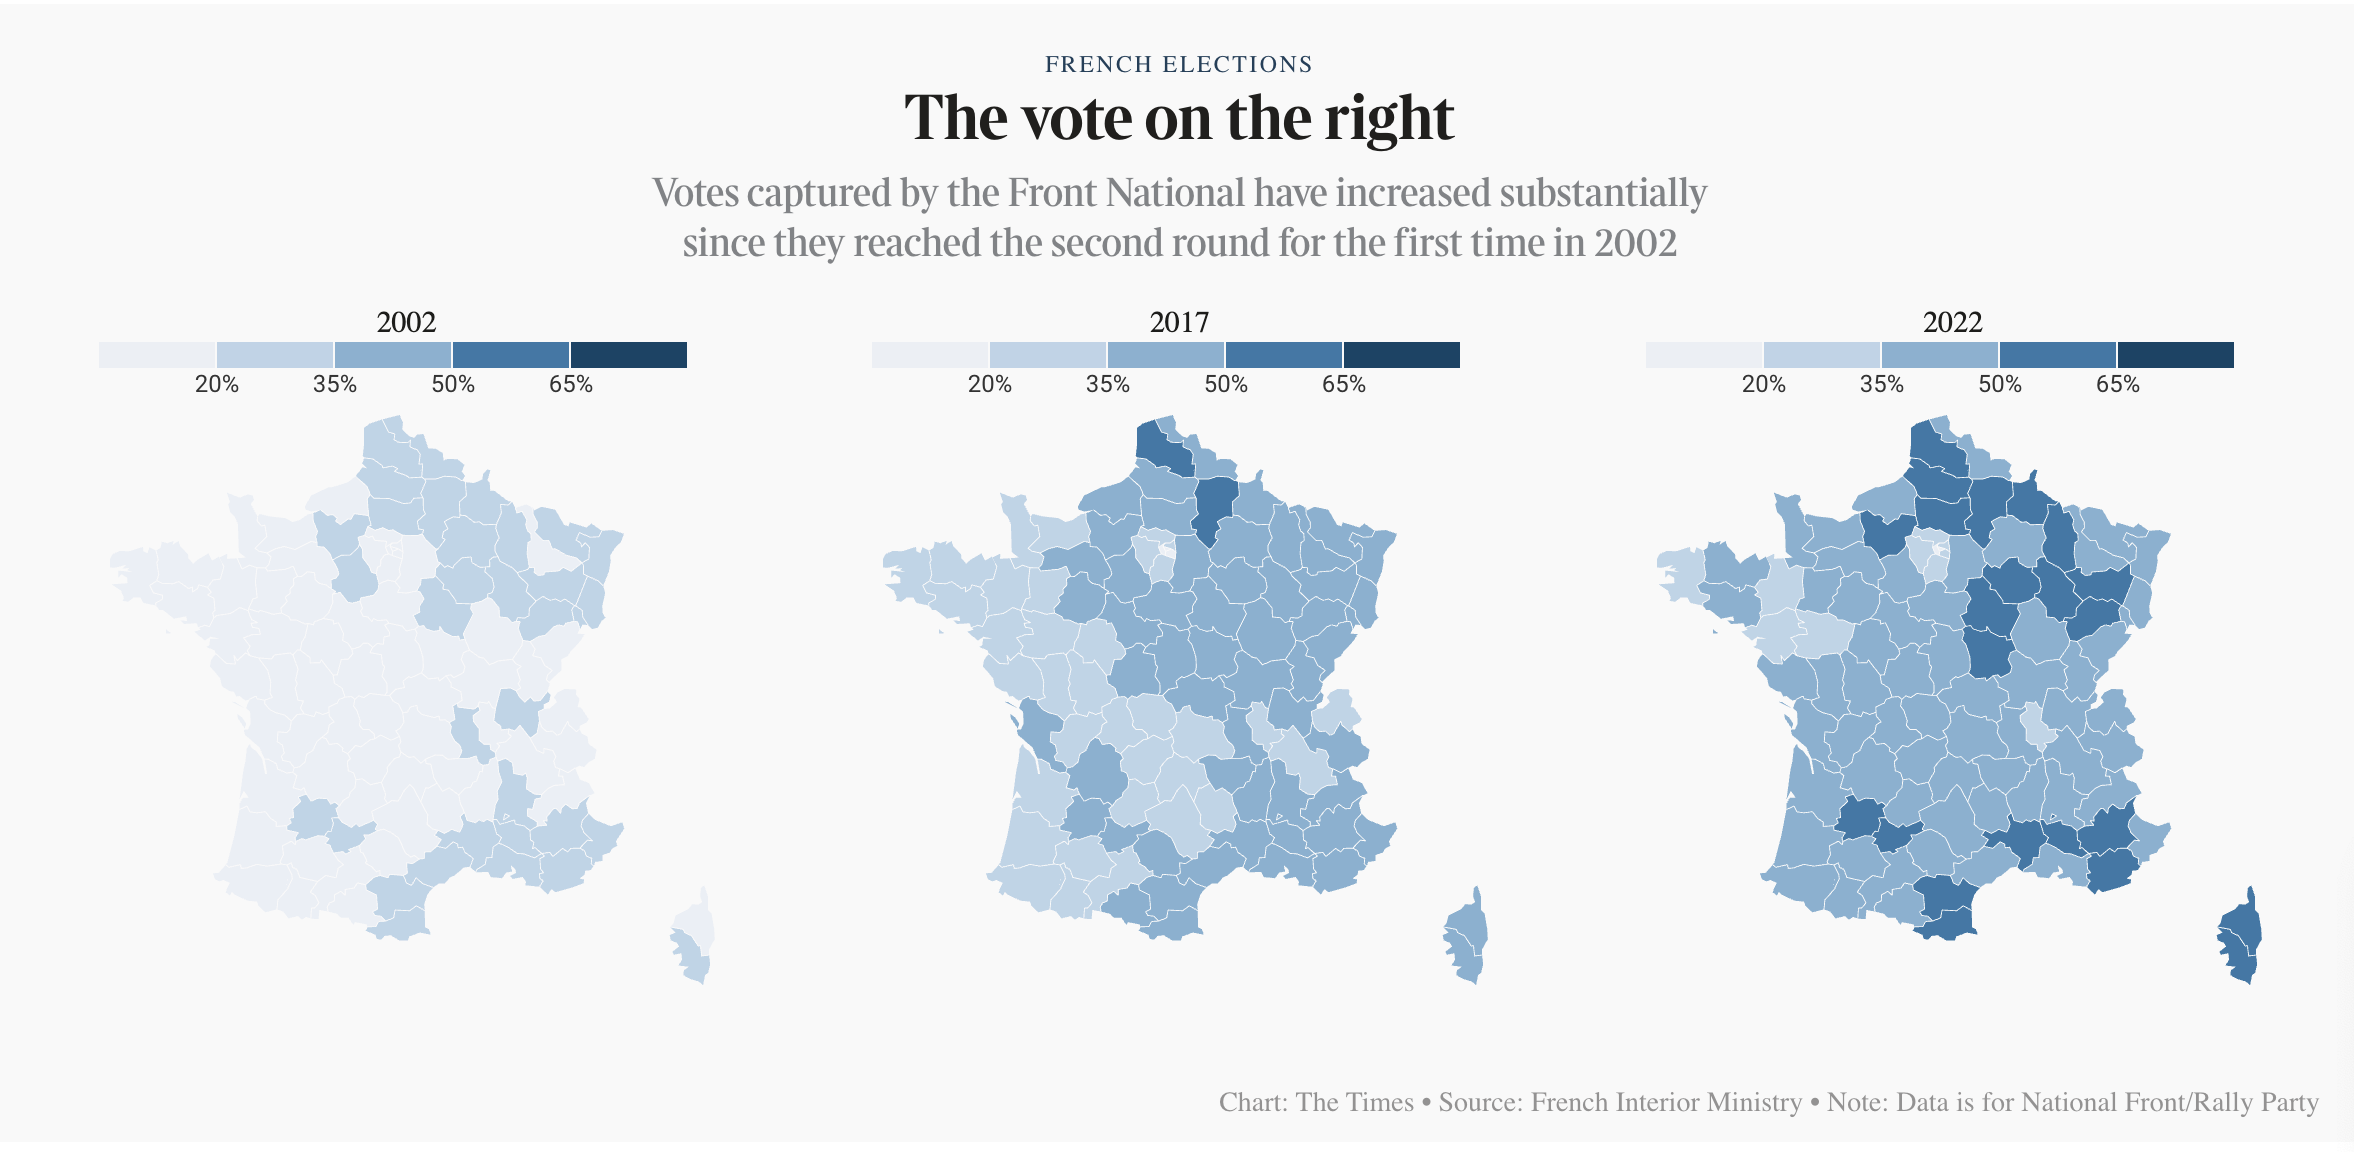 FRENCH ELECTIONS
The vote on the right
Votes captured by the Front National have increased substantially
since they reached the second round for the first time in 2002
2002
20% 35% 50% 65%
2017
20% 35% 50% 65%
2022
20% 35% 50% 65%
Chart: The Times • Source: French Interior Ministry • Note: Data is for National Front/Rally Party